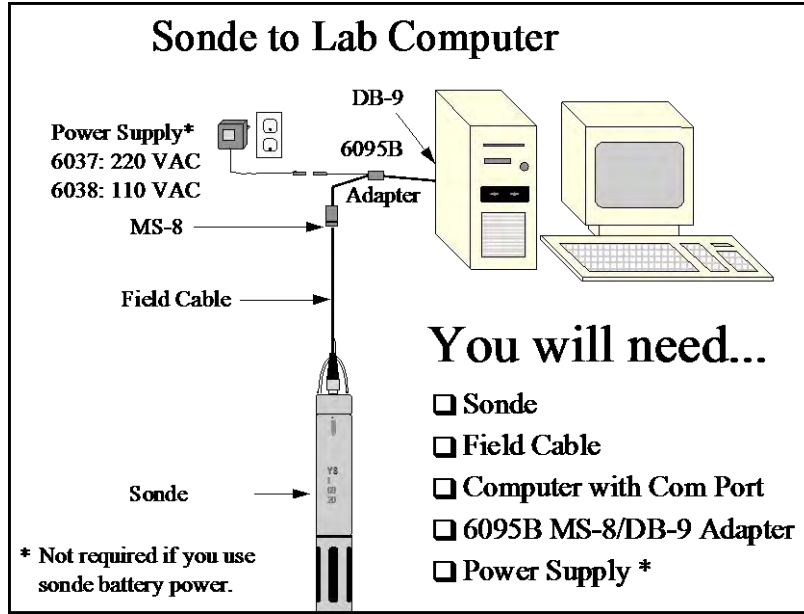 Sonde to Lab Computer
DB-9
Power Supply*
6037: 220 VAC
6038: 110 VAC
6095B
Adapter
MS-8
Field Cable
Sonde
* Not required if you use
sonde battery power.
You will need...
❑ Sonde
❑ Field Cable
❑ Computer with Com Port
❑ 6095B MS-8/DB-9 Adapter
❑ Power Supply *